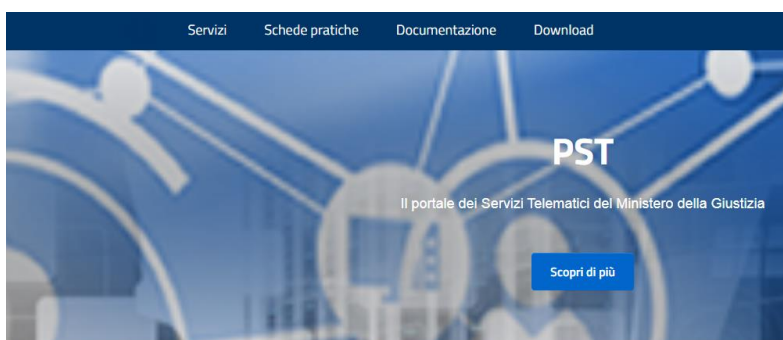 Servizi Schede pratiche Documentazione Download
PST
Il portale dei Servizi Telematici del Ministero della Giustizia
Scopri di più